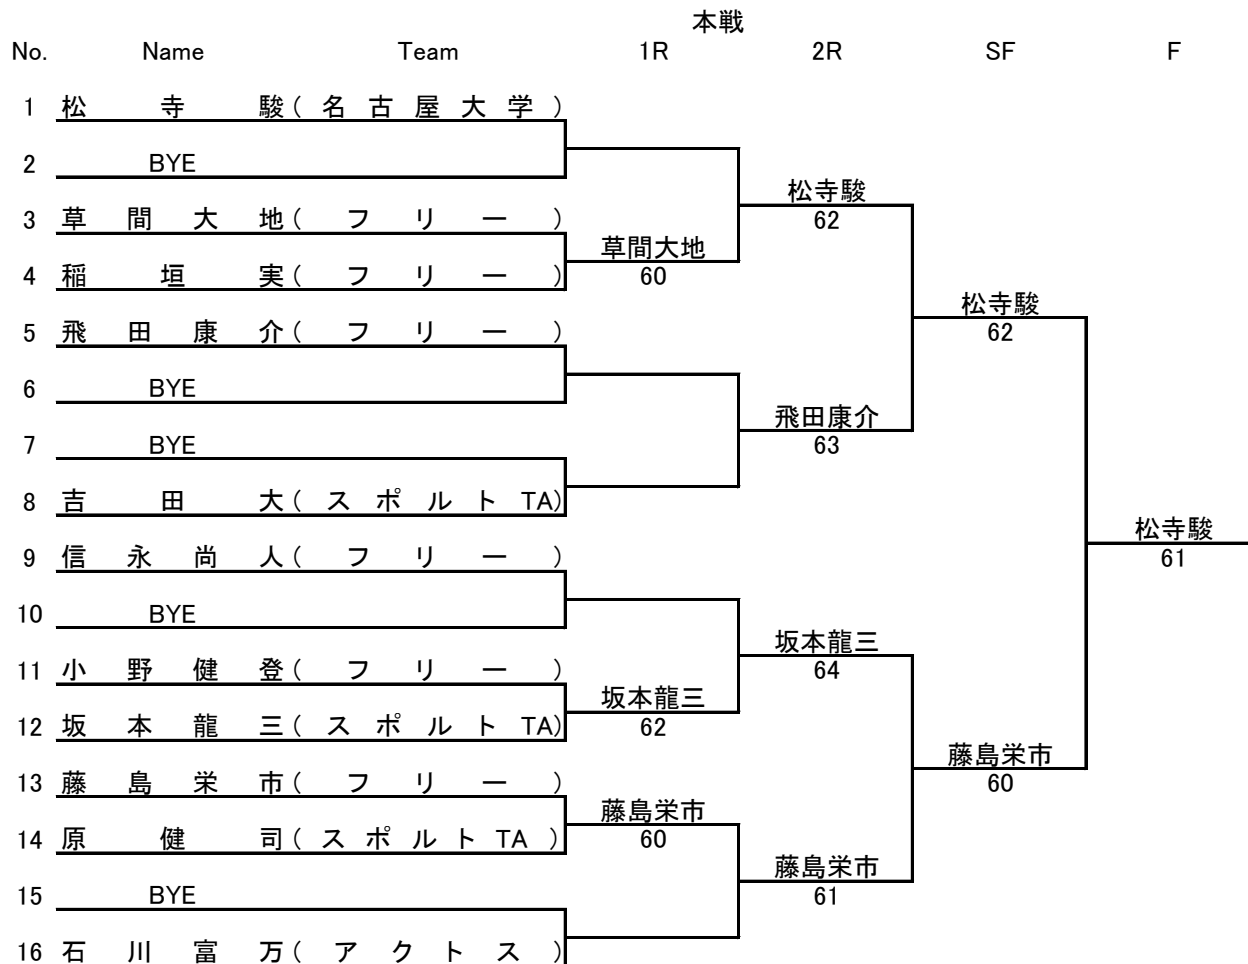 本戦
No. Name Team 1R 2R SF F
1 松寺駿(名古屋大学)
2 BYE
松寺駿
3 草間大地(フリー)
62
草間大地
4 稲垣実(フリー)
60
松寺駿
5 飛田康介(フリー)
62
6 BYE
飛田康介
7 BYE
63
8 吉田大(スポルトTA)
松寺駿
9 信永尚人(フリー)
61
10 BYE
坂本龍三
11 小野健登(フリー)
64
坂本龍三
12 坂本龍三(スポルトTA)
62
藤島栄市
13 藤島栄市(フリー)
60
藤島栄市
14 原健司(スポルトTA)
60
藤島栄市
15 BYE
61
16 石川富万(アクトス)